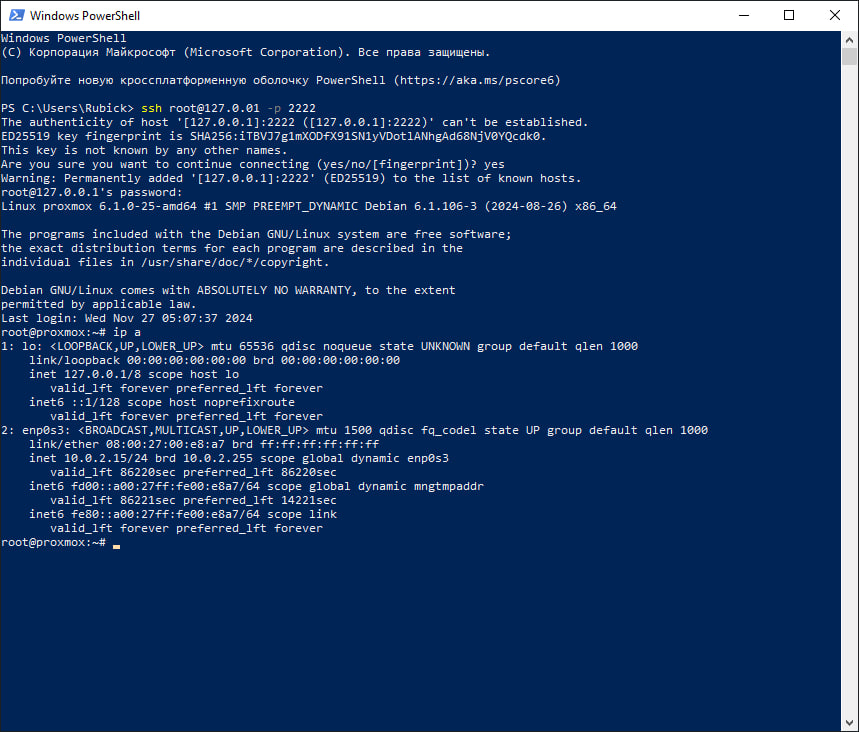 Windows PowerShell
Windows PowerShell
(C) Корпорация Майкрософт (Microsoft Corporation). Все права защищены.
Попробуйте новую кроссплатформенную оболочку PowerShell (https://aka.ms/pscore6)
PS C:\Users\Rubick> ssh root@127.0.01 -p 2222
The authenticity of host '[127.0.0.1]:2222 ([127.0.0.1]:2222)' can't be established.
ED25519 key fingerprint is SHA256:iTBVJ7g1mXODfX91SN1yVDotlANhgAd68NjV0YQcdk0.
This key is not known by any other names.
Are you sure you want to continue connecting (yes/no/[fingerprint])? yes
Warning: Permanently added '[127.0.0.1]:2222' (ED25519) to the list of known hosts.
root@127.0.0.1's password:
Linux proxmox 6.1.0-25-amd64 #1 SMP PREEMPT_DYNAMIC Debian 6.1.106-3 (2024-08-26) x86_64
The programs included with the Debian GNU/Linux system are free software;
the exact distribution terms for each program are described in the
individual files in /usr/share/doc/*/copyright.
Debian GNU/Linux comes with ABSOLUTELY NO WARRANTY, to the extent
permitted by applicable law.
Last login: Wed Nov 27 05:07:37 2024
root@proxmox:~# ip a
1: lo: <LOOPBACK,UP,LOWER_UP> mtu 65536 qdisc noqueue state UNKNOWN group default qlen 1000
    link/loopback 00:00:00:00:00:00 brd 00:00:00:00:00:00
    inet 127.0.0.1/8 scope host lo
       valid_lft forever preferred_lft forever
    inet6 ::1/128 scope host noprefixroute
       valid_lft forever preferred_lft forever
2: enp0s3: <BROADCAST,MULTICAST,UP,LOWER_UP> mtu 1500 qdisc fq_codel state UP group default qlen 1000
    link/ether 08:00:27:00:e8:a7 brd ff:ff:ff:ff:ff:ff
    inet 10.0.2.15/24 brd 10.0.2.255 scope global dynamic enp0s3
       valid_lft 86220sec preferred_lft 86220sec
    inet6 fd00::a00:27ff:fe00:e8a7/64 scope global dynamic mngtmpaddr
       valid_lft 86221sec preferred_lft 14221sec
    inet6 fe80::a00:27ff:fe00:e8a7/64 scope link
       valid_lft forever preferred_lft forever
root@proxmox:~#